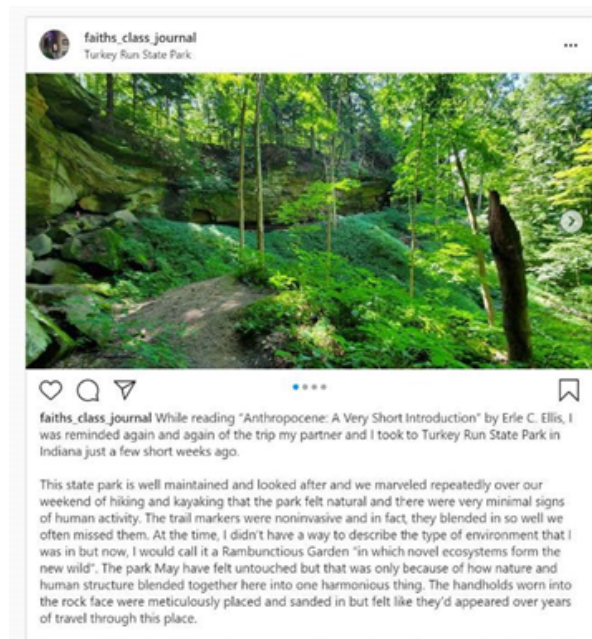 faiths_class_journal
Turkey Run State Park
faiths_class_journal While reading "Anthropocene: A Very Short Introduction" by Erle C. Ellis, I
was reminded again and again of the trip my partner and I took to Turkey Run State Park in
Indiana just a few short weeks ago.
This state park is well maintained and looked after and we marveled repeatedly over our
weekend of hiking and kayaking that the park felt natural and there were very minimal signs
of human activity. The trail markers were noninvasive and in fact, they blended in so well we
often missed them. At the time, I didn't have a way to describe the type of environment that I
was in but now, I would call it a Rambunctious Garden "in which novel ecosystems form the
new wild". The park May have felt untouched but that was only because of how nature and
human structure blended together here into one harmonious thing. The handholds worn into
the rock face were meticulously placed and sanded in but felt like they'd appeared over years
of travel through this place.